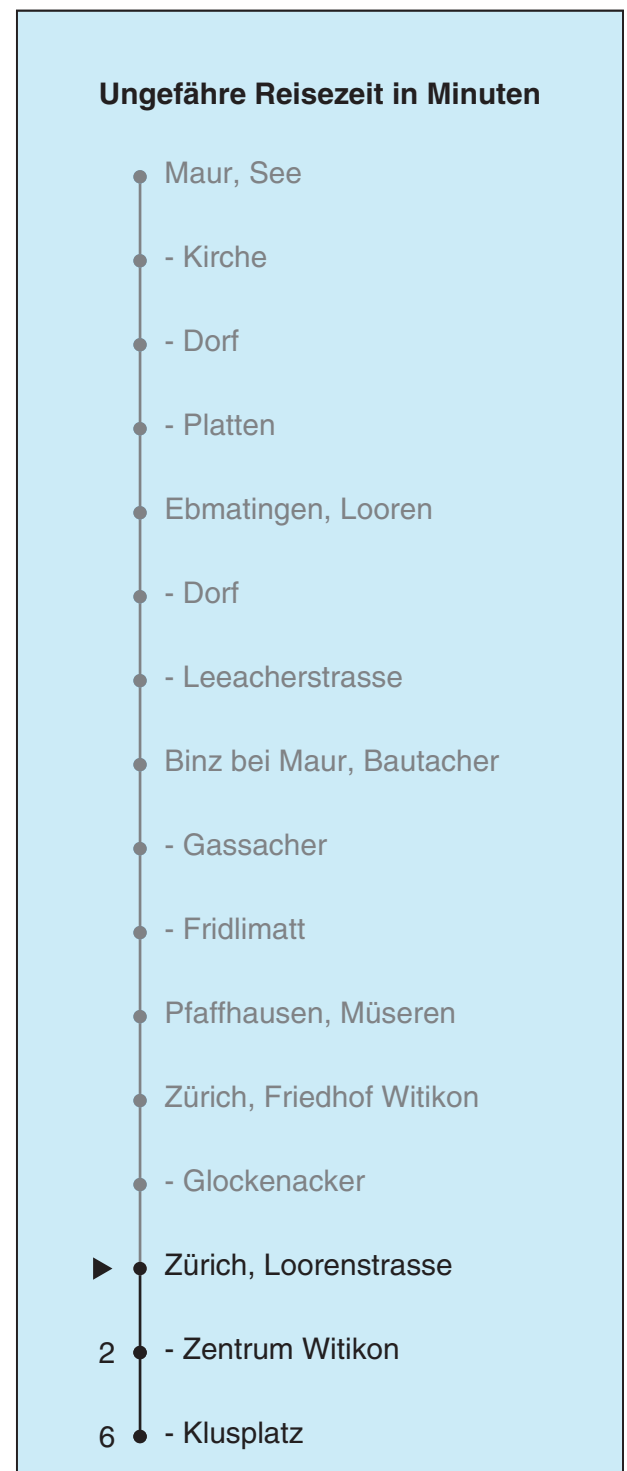 Ungefähre Reisezeit in Minuten
Maur, See
- Kirche
- Dorf
- Platten
Ebmatingen, Looren
- Dorf
- Leeacherstrasse
Binz bei Maur, Bautacher
- Gassacher
- Fridlimatt
Pfaffhausen, Müseren
Zürich, Friedhof Witikon
- Glockenacker
Zürich, Loorenstrasse
2 - Zentrum Witikon
6 - Klusplatz